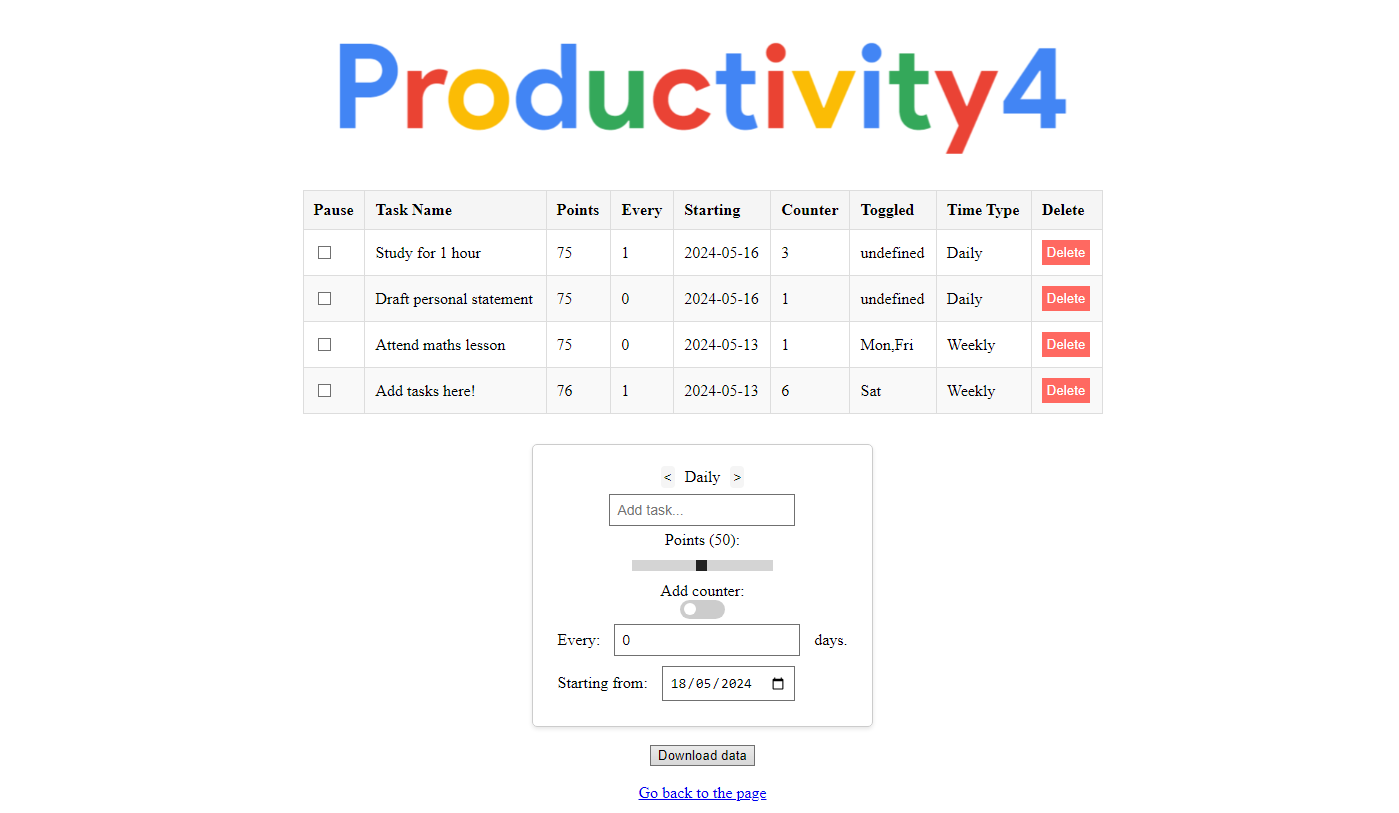 Productivity4
Pause Task Name Points Every Starting Counter Toggled Time Type Delete
Study for 1 hour 75 1 2024-05-16 3 undefined Daily Delete
Draft personal statement 75 0 2024-05-16 1 undefined Daily Delete
Attend maths lesson 75 0 2024-05-13 1 Mon,Fri Weekly Delete
Add tasks here! 76 1 2024-05-13 6 Sat Weekly Delete
< Daily >
Add task...
Points (50):
Add counter:
Every: 0 days.
Starting from: 18/05/2024
Download data
Go back to the page